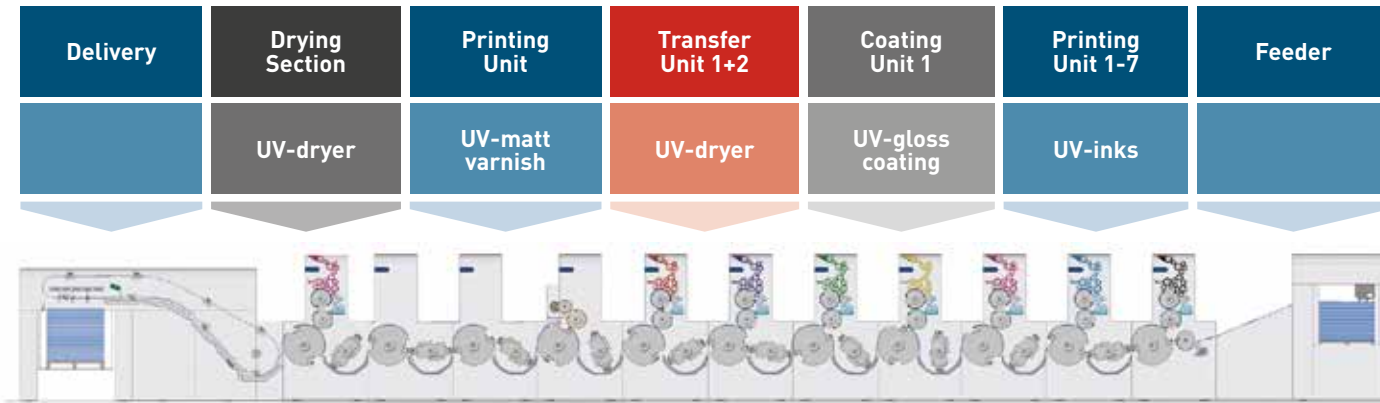 Delivery
Drying
Section
Printing
Unit
Transfer
Unit 1+2
Coating
Unit 1
Printing
Unit 1-7
Feeder
UV-dryer
UV-matt
varnish
UV-dryer
UV-gloss
coating
UV-inks